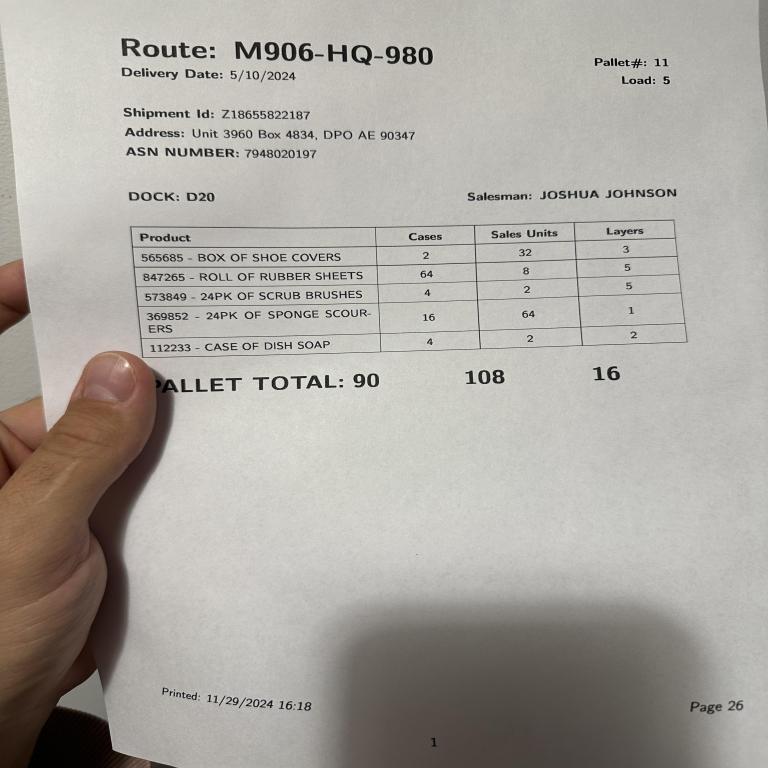 Route: M906-HQ-980
Delivery Date: 5/10/2024
Pallet#: 11
Load: 5
Shipment Id: Z18655822187
Address: Unit 3960 Box 4834, DPO AE 90347
ASN NUMBER: 7948020197
DOCK: D20
Salesman: JOSHUA JOHNSON
Product Cases Sales Units Layers
565685 - BOX OF SHOE COVERS 2 32 3
847265 - ROLL OF RUBBER SHEETS 64 8 5
573849 - 24PK OF SCRUB BRUSHES 4 2 5
369852 - 24PK OF SPONGE SCOUR-
ERS 16 64 1
112233 - CASE OF DISH SOAP 4 2 2
PALLET TOTAL: 90 108 16
Printed: 11/29/2024 16:18
Page 26
1